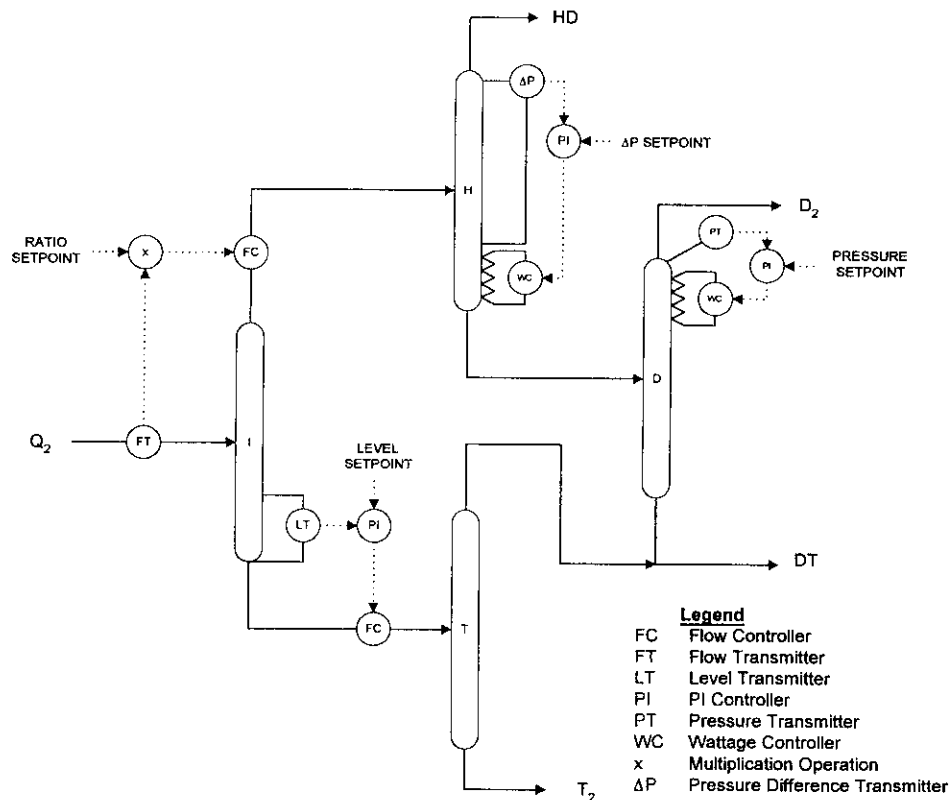 HD
ΔP
PI
ΔP SETPOINT
H
WC
D₂
PT
PI
PRESSURE
SETPOINT
WC
D
RATIO
SETPOINT
x
FC
Q₂
FT
I
LEVEL
SETPOINT
LT
PI
FC
T
DT
T₂
Legend
FC Flow Controller
FT Flow Transmitter
LT Level Transmitter
PI PI Controller
PT Pressure Transmitter
WC Wattage Controller
x Multiplication Operation
ΔP Pressure Difference Transmitter